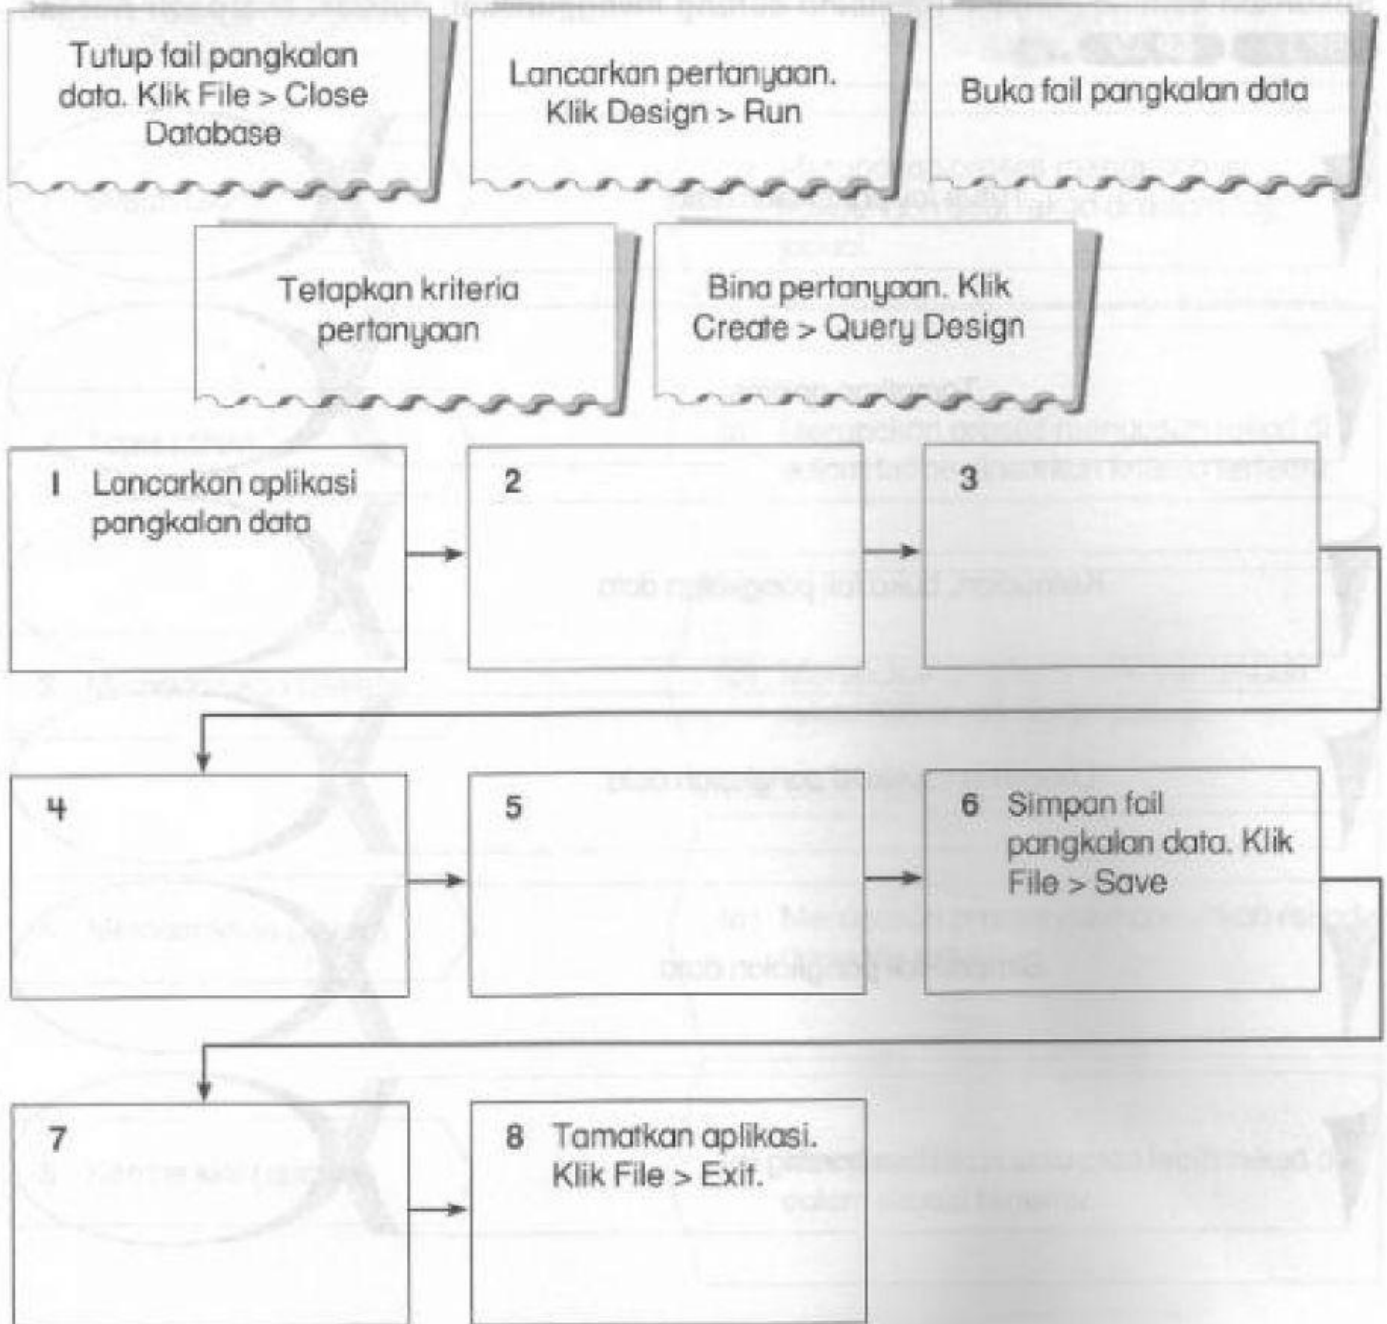 Tutup fail pangkalan
data. Klik File > Close
Database
Lancarkan pertanyaan.
Klik Design > Run
Buka fail pangkalan data
Tetapkan kriteria
pertanyaan
Bina pertanyaan. Klik
Create > Query Design
1 Lancarkan aplikasi
pangkalan data
2
3
4
5
6 Simpan fail
pangkalan data. Klik
File > Save
7
8 Tamatkan aplikasi.
Klik File > Exit.